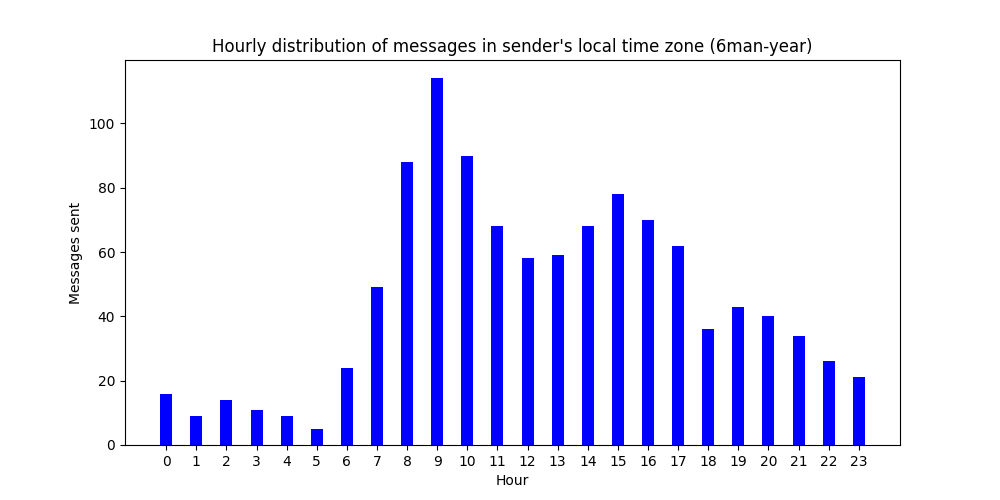 Hourly distribution of messages in sender's local time zone (6man-year)
Messages sent
100
80
60
40
20
0
0 1 2 3 4 5 6 7 8 9 10 11 12 13 14 15 16 17 18 19 20 21 22 23
Hour